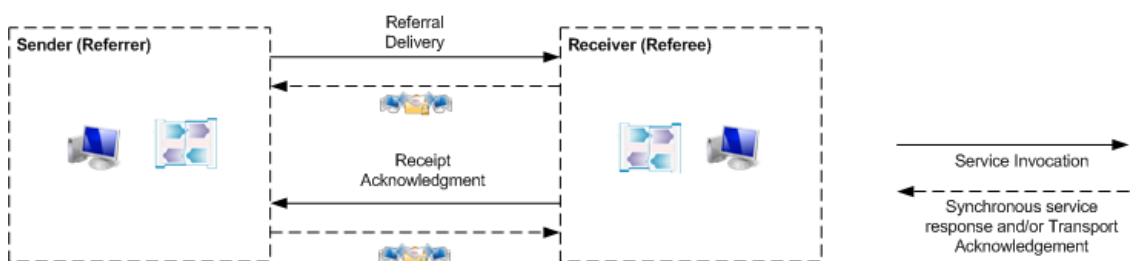 Sender (Referrer)
Referral
Delivery
Receiver (Referee)
Receipt
Acknowledgment
Service Invocation
Synchronous service
response and/or Transport
Acknowledgement